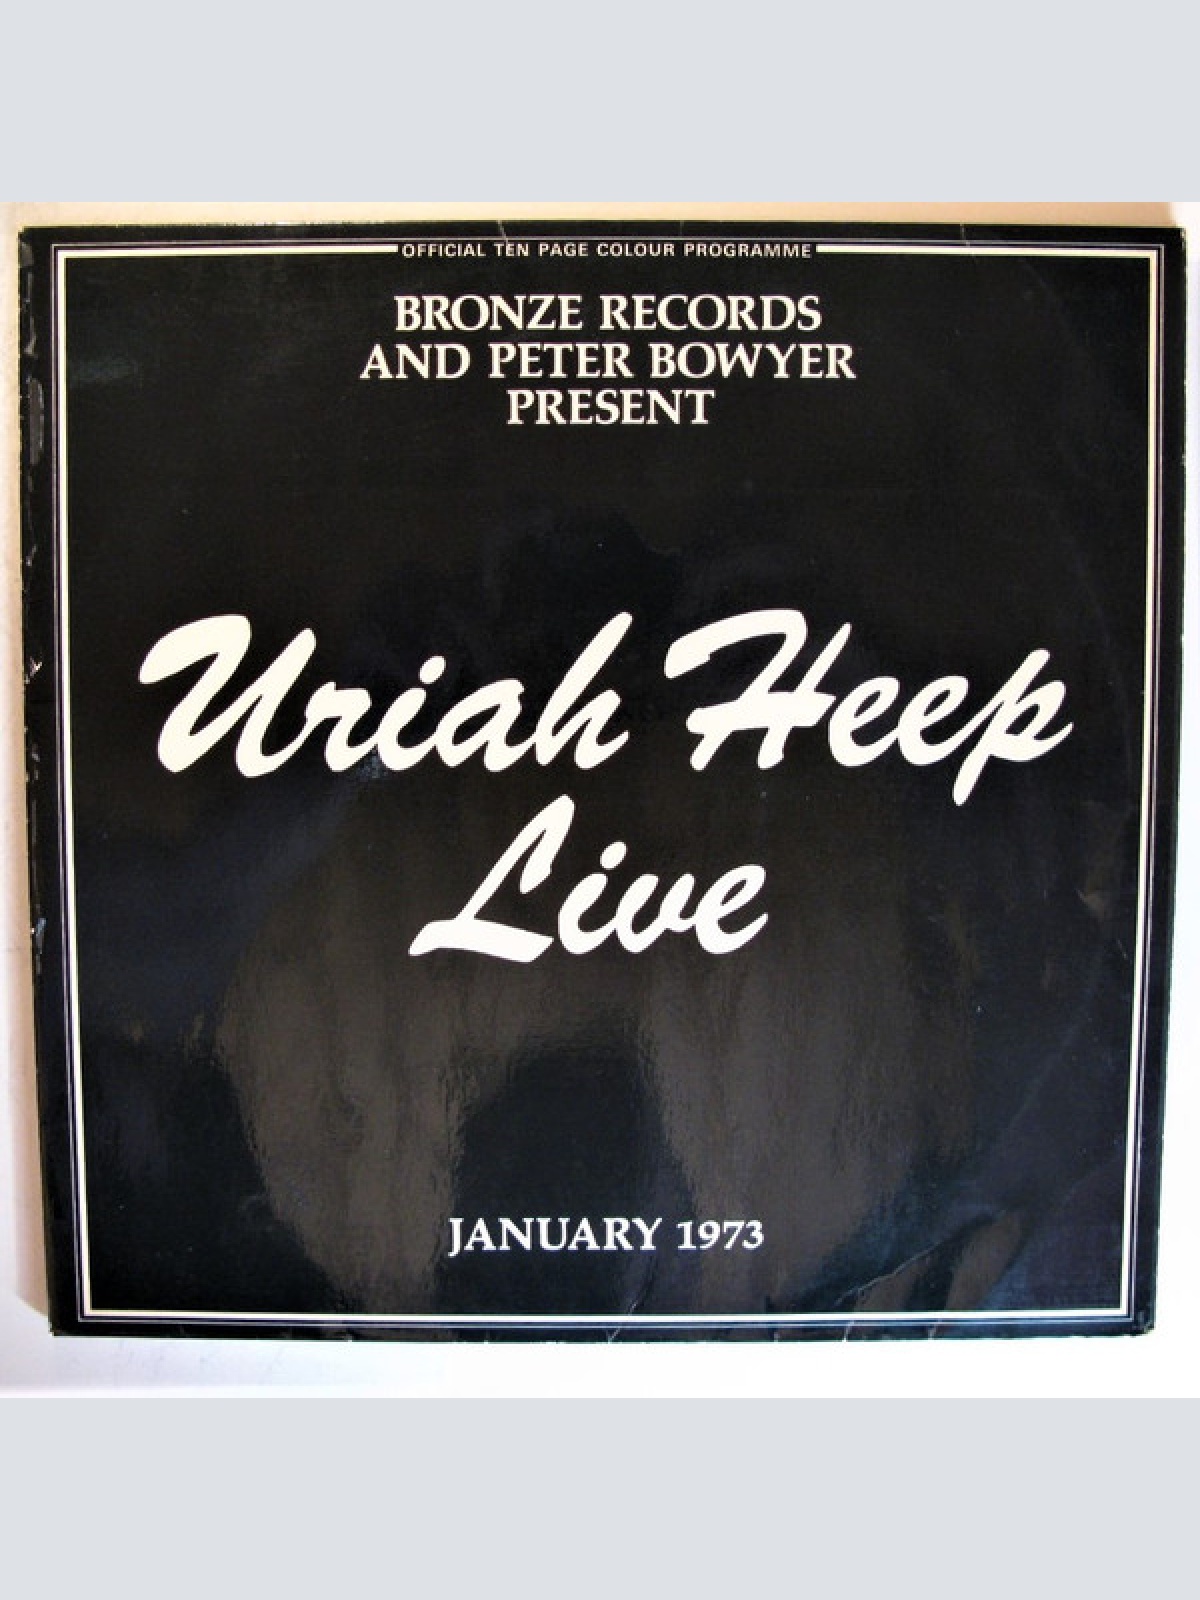 OFFICIAL TEN PAGE COLOUR PROGRAMME
BRONZE RECORDS
AND PETER BOWYER
PRESENT
Uriah Heep
Live
JANUARY 1973